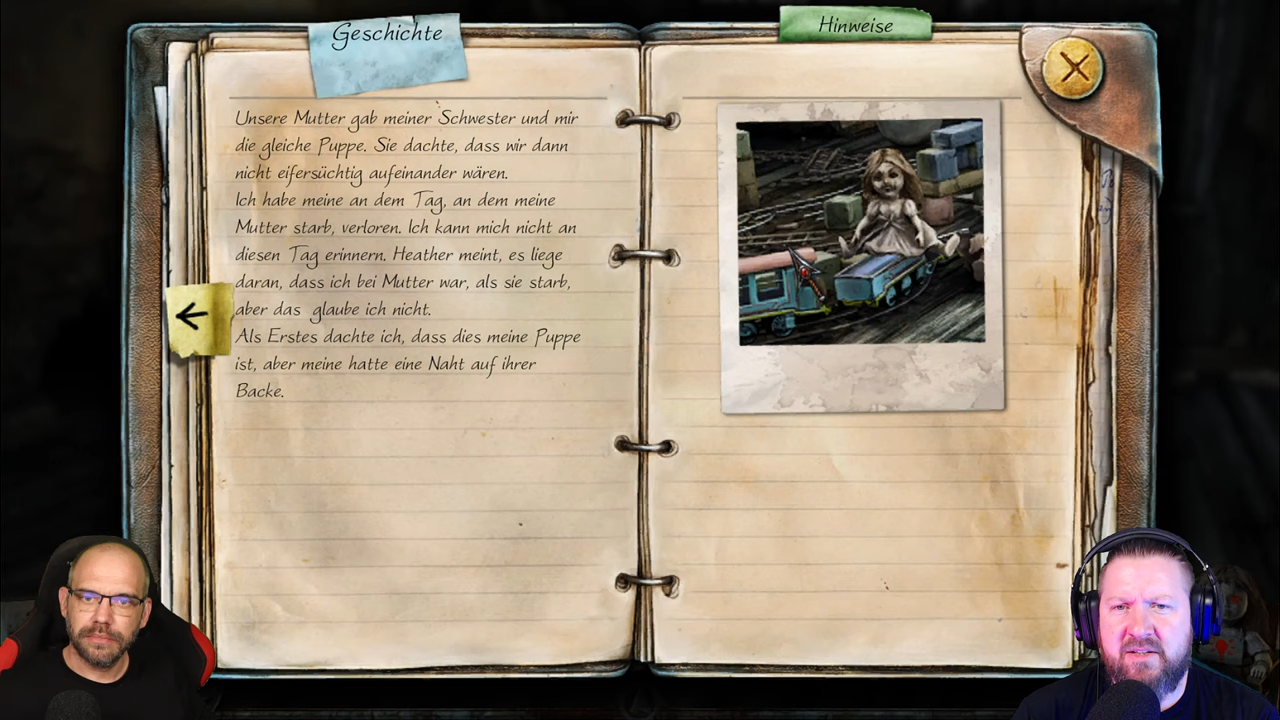 Geschichte
Unsere Mutter gab meiner Schwester und mir
die gleiche Puppe. Sie dachte, dass wir dann
nicht eifersüchtig aufeinander wären.
Ich habe meine an dem Tag, an dem meine
Mutter starb, verloren. Ich kann mich nicht an
diesen Tag erinnern. Heather meint, es liege
daran, dass ich bei Mutter war, als sie starb,
aber das glaube ich nicht.
Als Erstes dachte ich, dass dies meine Puppe
ist, aber meine hatte eine Naht auf ihrer
Backe.
Hinweise